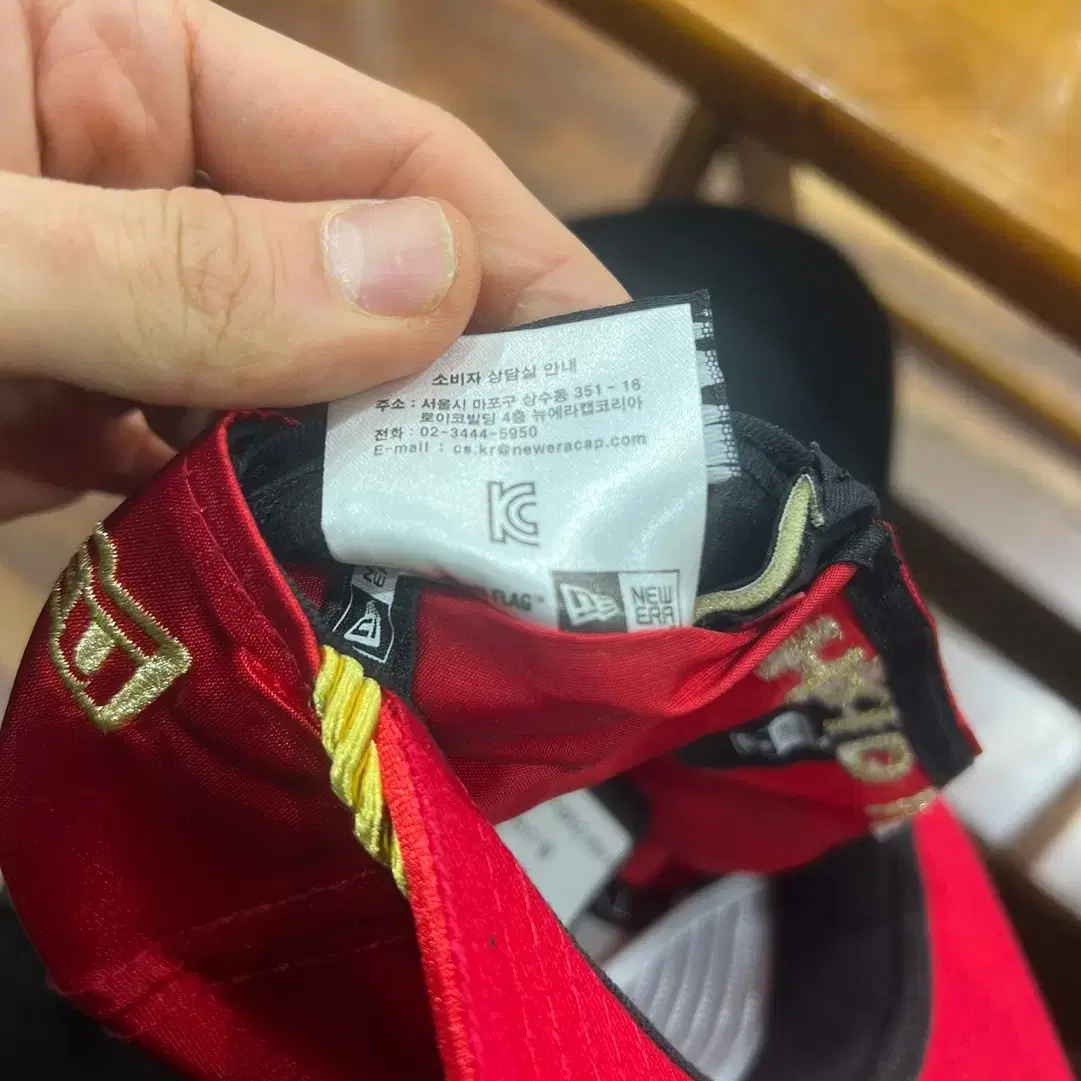 소비자 상담실 안내
주소 : 서울시 마포구 상수동 351 - 16
로이코빌딩 4층 뉴에라캡코리아
전화 : 02-3444-5950
E-mail : cs.kr@neweracap.com
KC
FLAG™
NEW ERA